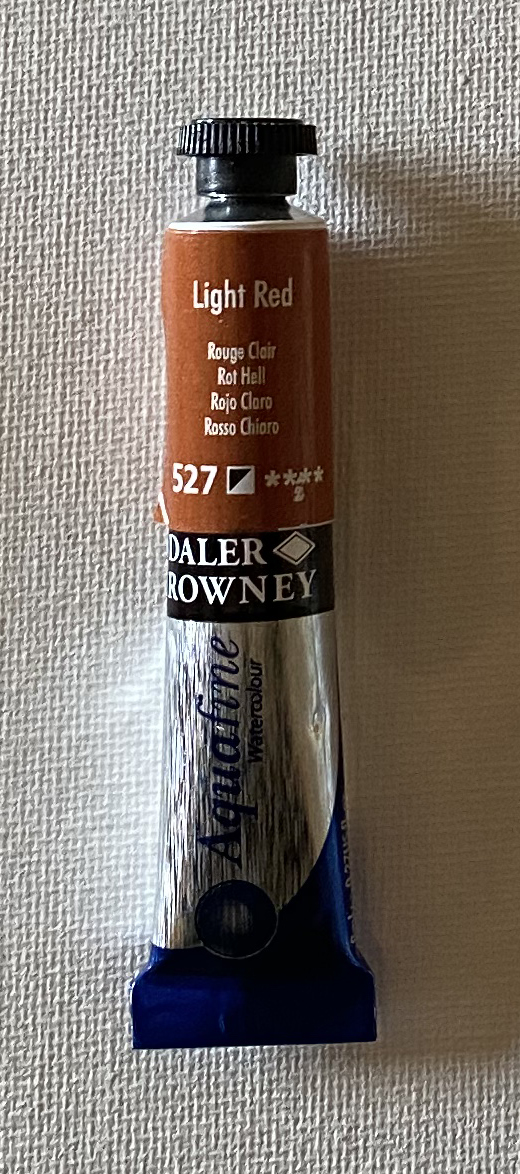 Light Red
Rouge Clair
Rot Hell
Rojo Claro
Rosso Chiaro
527 ****
DALER
ROWNEY
Aquafine
Watercolour